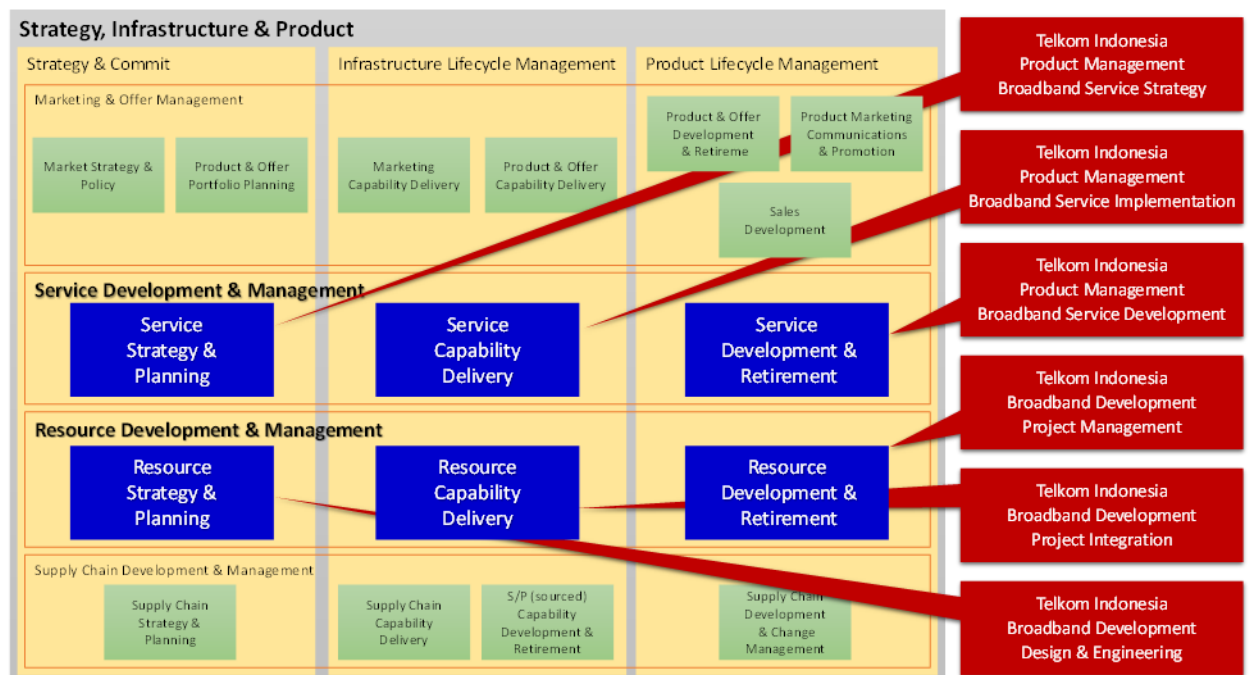 Strategy, Infrastructure & Product
Strategy & Commit
Infrastructure Lifecycle Management
Product Lifecycle Management
Marketing & Offer Management
Market Strategy &
Policy
Product & Offer
Portfolio Planning
Marketing
Capability Delivery
Product & Offer
Capability Delivery
Product & Offer
Development
& Retireme
Product Marketing
Communications
& Promotion
Sales
Development
Service Development & Management
Service
Strategy &
Planning
Service
Capability
Delivery
Service
Development &
Retirement
Resource Development & Management
Resource
Strategy &
Planning
Resource
Capability
Delivery
Resource
Development &
Retirement
Supply Chain Development & Management
Supply Chain
Strategy &
Planning
Supply Chain
Capability
Delivery
S/P (sourced)
Capability
Development &
Retirement
Supply Chain
Development
& Change
Management
Telkom Indonesia
Product Management
Broadband Service Strategy
Telkom Indonesia
Product Management
Broadband Service Implementation
Telkom Indonesia
Product Management
Broadband Service Development
Telkom Indonesia
Broadband Development
Project Management
Telkom Indonesia
Broadband Development
Project Integration
Telkom Indonesia
Broadband Development
Design & Engineering